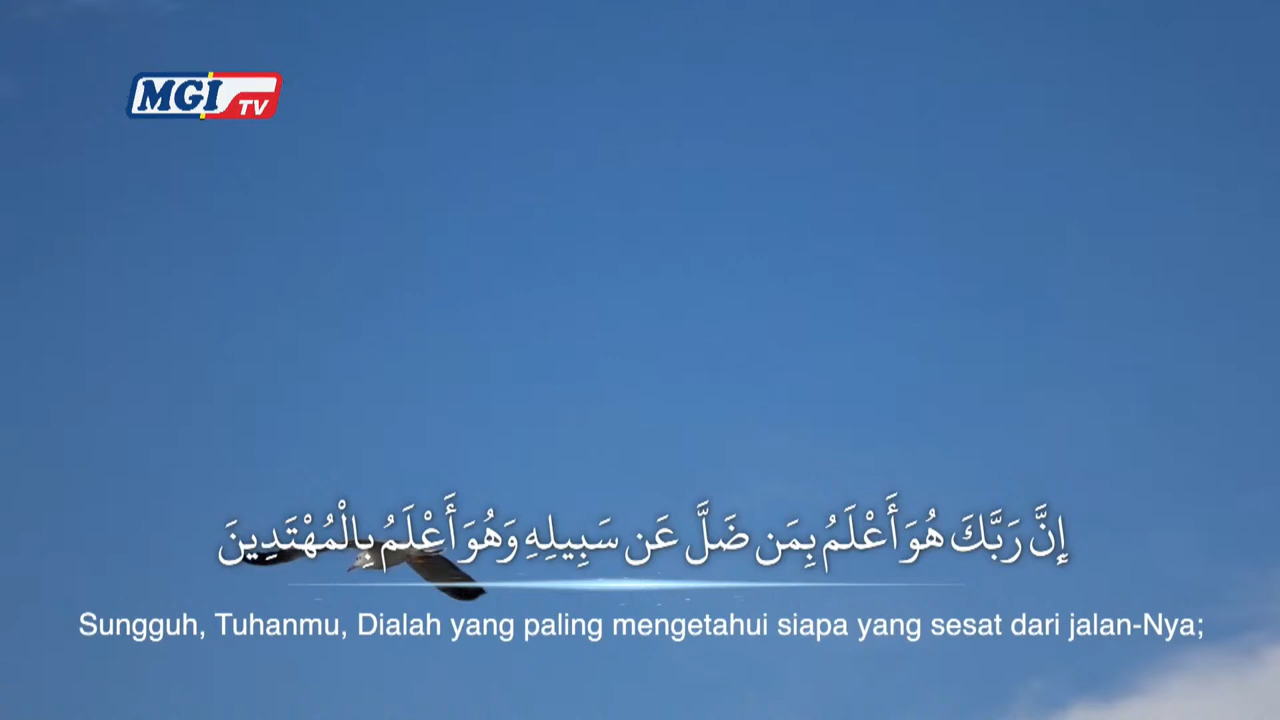 MGI TV
إِنَّ رَبَّكَ هُوَ أَعْلَمُ بِمَن ضَلَّ عَن سَبِيلِهِ وَهُوَ أَعْلَمُ بِالْمُهْتَدِينَ
Sungguh, Tuhanmu, Dialah yang paling mengetahui siapa yang sesat dari jalan-Nya;